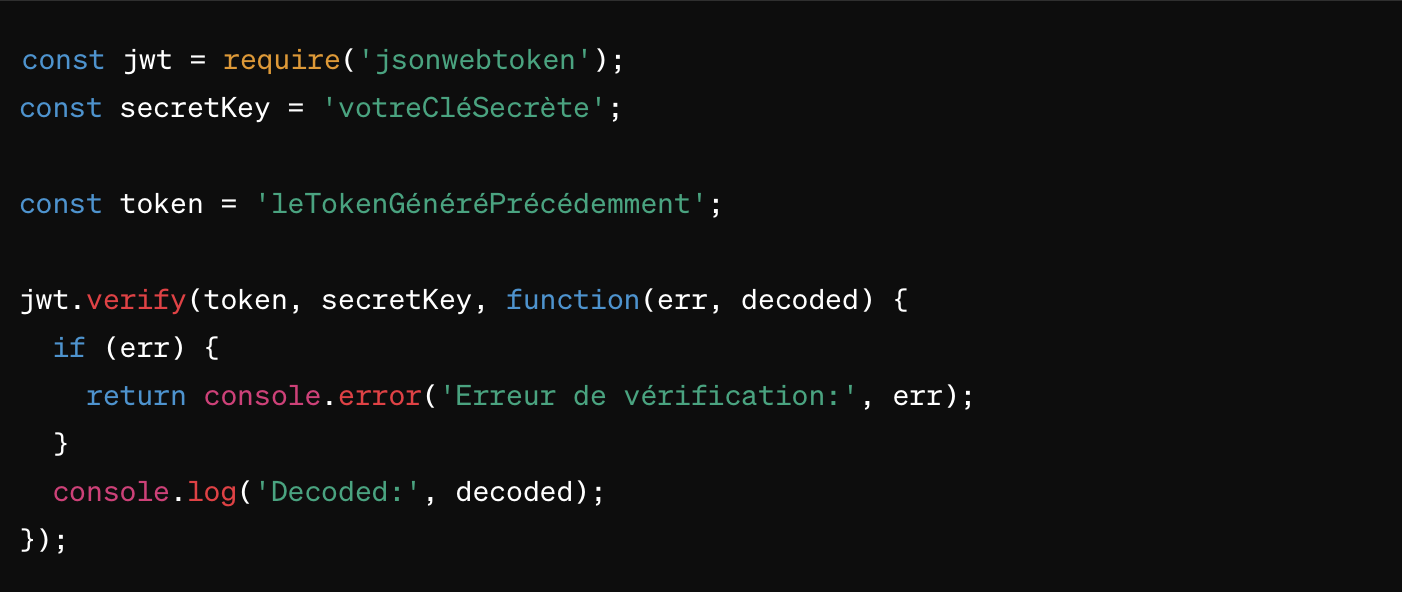 const jwt = require('jsonwebtoken');
const secretKey = 'votreCléSecrète';
const token = 'leTokenGénéréPrécédemment';
jwt.verify(token, secretKey, function(err, decoded) {
  if (err) {
    return console.error('Erreur de vérification:', err);
  }
  console.log('Decoded:', decoded);
});